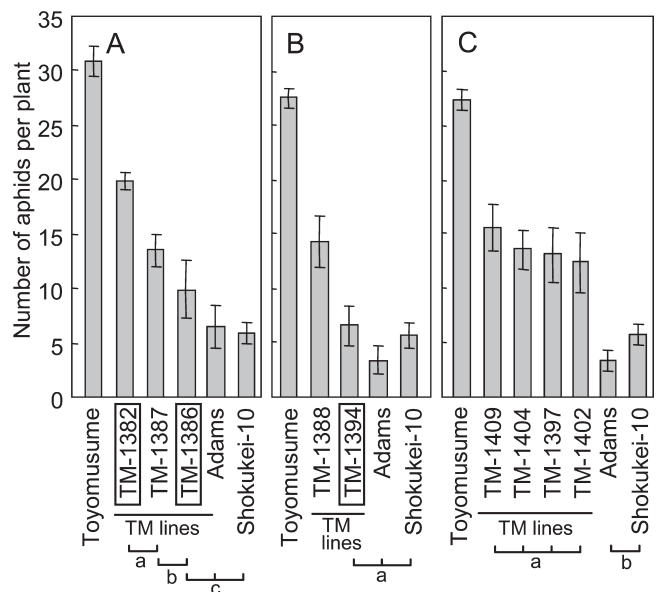 A
B
C
Number of aphids per plant
35
30
25
20
15
10
5
0
Toyomusume
TM-1382
TM-1387
TM-1386
Adams
Shokukei-10
Toyomusume
TM-1388
TM-1394
Adams
Shokukei-10
Toyomusume
TM-1409
TM-1404
TM-1397
TM-1402
Adams
Shokukei-10
TM lines
TM
lines
TM lines
a
b
c
a
a
b